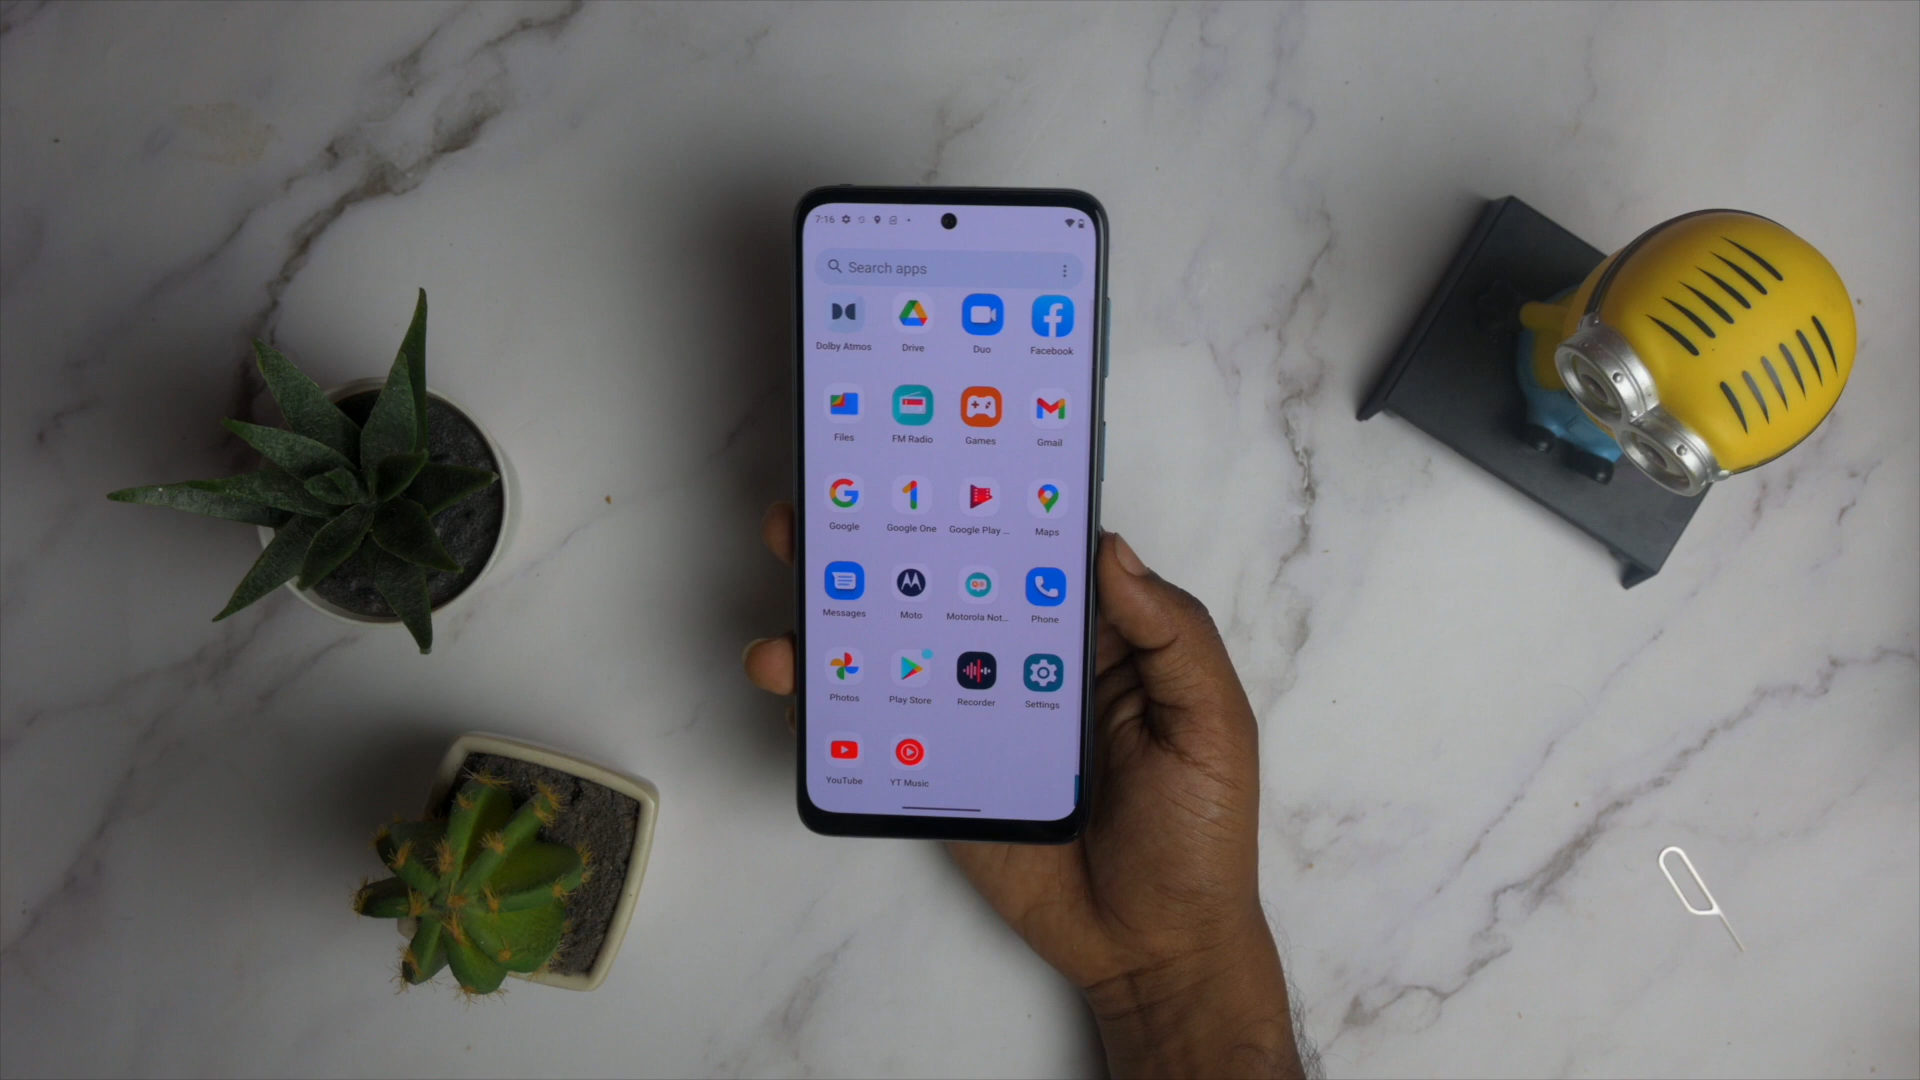 7:16
Search apps
Dolby Atmos Drive Duo Facebook
Files FM Radio Games Gmail
Google Google One Google Play ... Maps
Messages Moto Motorola Not... Phone
Photos Play Store Recorder Settings
YouTube YT Music